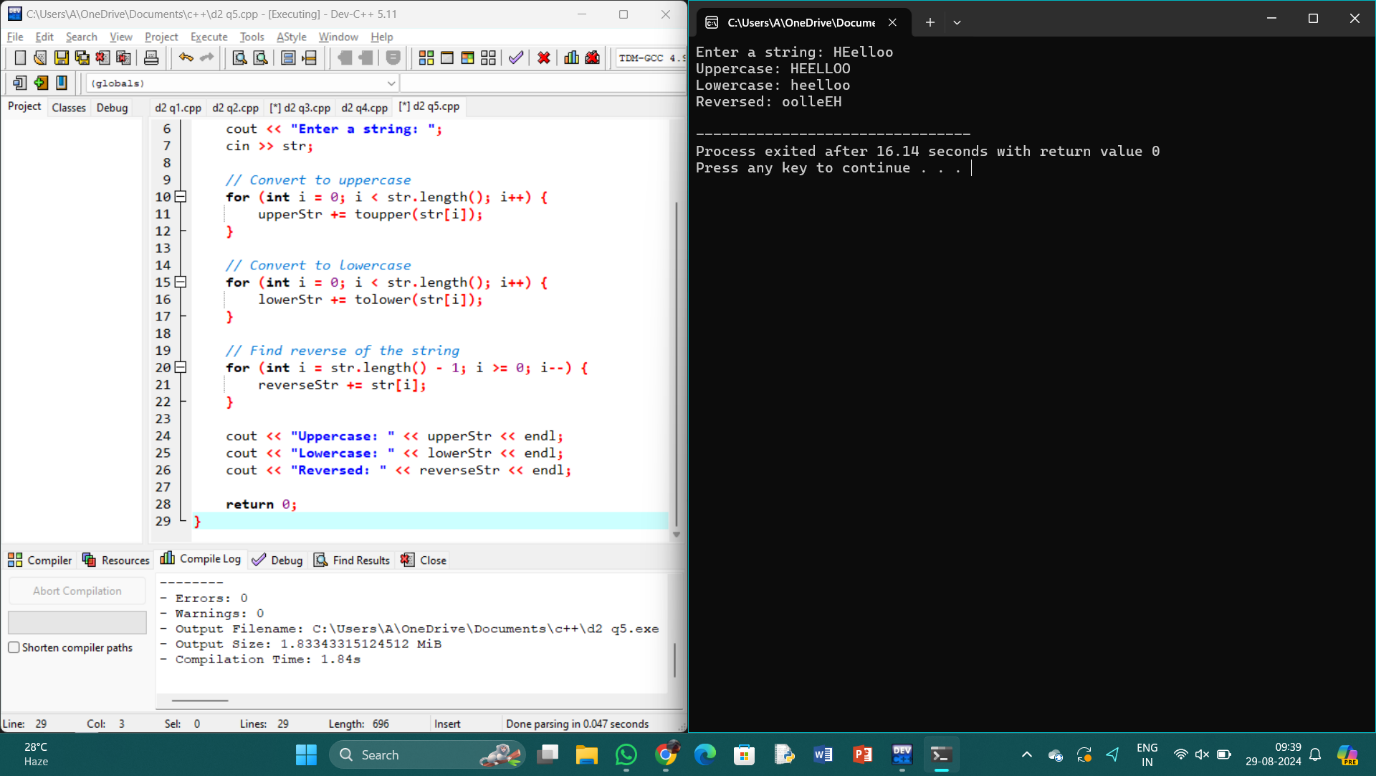 C:\Users\A\OneDrive\Documents\c++\d2 q5.cpp - [Executing] - Dev-C++ 5.11
File Edit Search View Project Execute Tools AStyle Window Help
TDM-GCC 4.9
(globals)
Project Classes Debug
d2 q1.cpp d2 q2.cpp [*] d2 q3.cpp d2 q4.cpp [*] d2 q5.cpp
6 cout << "Enter a string: ";
7 cin >> str;
8
9 // Convert to uppercase
10 for (int i = 0; i < str.length(); i++) {
11 upperStr += toupper(str[i]);
12 }
13
14 // Convert to lowercase
15 for (int i = 0; i < str.length(); i++) {
16 lowerStr += tolower(str[i]);
17 }
18
19 // Find reverse of the string
20 for (int i = str.length() - 1; i >= 0; i--) {
21 reverseStr += str[i];
22 }
23
24 cout << "Uppercase: " << upperStr << endl;
25 cout << "Lowercase: " << lowerStr << endl;
26 cout << "Reversed: " << reverseStr << endl;
27
28 return 0;
29 }
Compiler Resources Compile Log Debug Find Results Close
Abort Compilation
Shorten compiler paths
--------
- Errors: 0
- Warnings: 0
- Output Filename: C:\Users\A\OneDrive\Documents\c++\d2 q5.exe
- Output Size: 1.83343315124512 MiB
- Compilation Time: 1.84s
Line: 29 Col: 3 Sel: 0 Lines: 29 Length: 696 Insert Done parsing in 0.047 seconds
C:\Users\A\OneDrive\Docume
Enter a string: HEelloo
Uppercase: HEELLOO
Lowercase: heelloo
Reversed: oolleEH
--------------------------------
Process exited after 16.14 seconds with return value 0
Press any key to continue . . .
28°C
Haze
Search
DEV
PRE
ENG
IN
09:39
29-08-2024